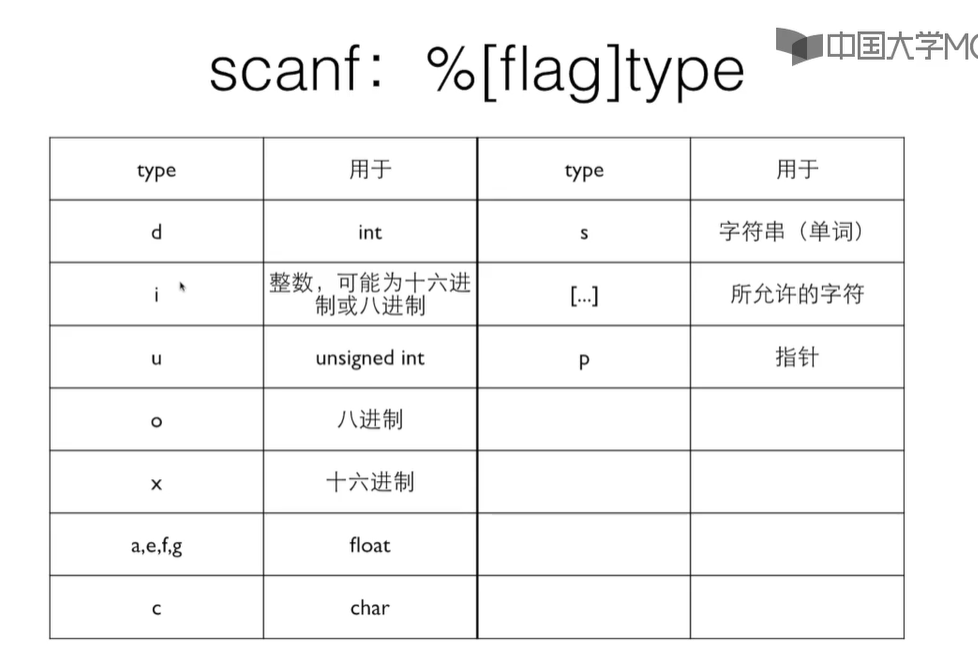 中国大学MO
scanf：%[flag]type
type 用于 type 用于
d int s 字符串（单词）
i 整数，可能为十六进
制或八进制 [...] 所允许的字符
u unsigned int p 指针
o 八进制
x 十六进制
a,e,f,g float
c char